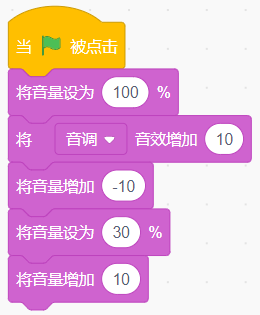 当 被点击
将音量设为 100 %
将 音调 音效增加 10
将音量增加 -10
将音量设为 30 %
将音量增加 10